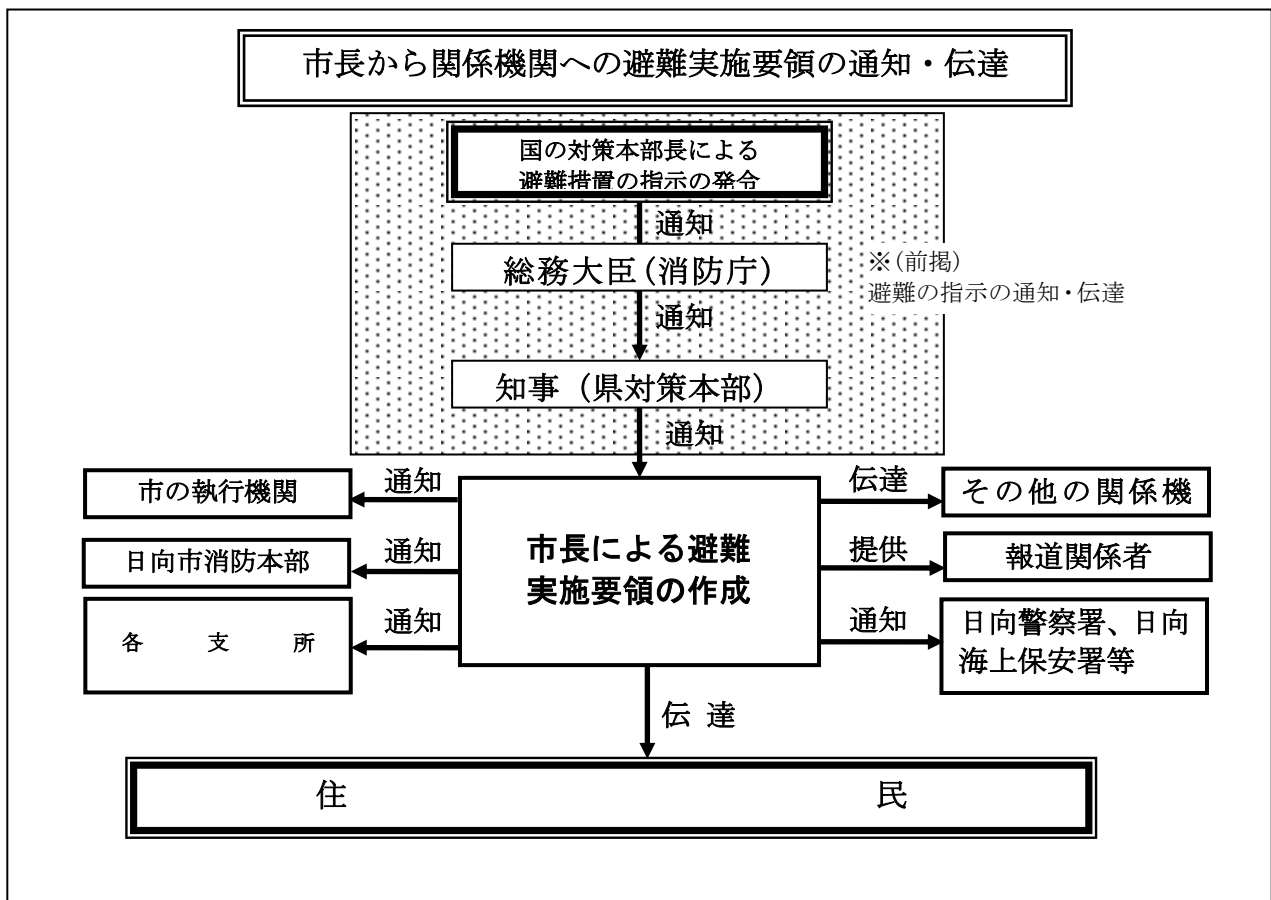 市長から関係機関への避難実施要領の通知・伝達
国の対策本部長による
避難措置の指示の発令
通知
総務大臣(消防庁)
※(前掲)
避難の指示の通知・伝達
通知
知事(県対策本部)
通知
市の執行機関
通知
伝達
その他の関係機
日向市消防本部
通知
市長による避難
実施要領の作成
提供
報道関係者
各支所
通知
通知
日向警察署、日向
海上保安署等
伝達
住民